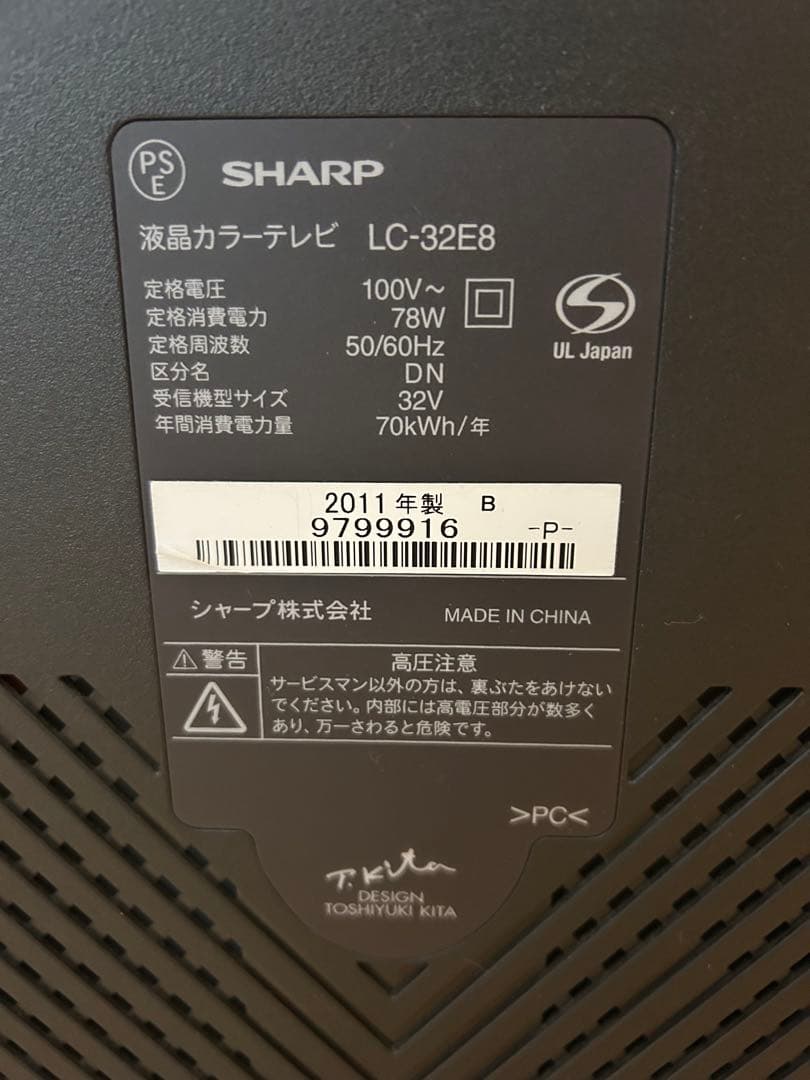 PSE SHARP
液晶カラーテレビ LC-32E8
定格電圧 100V～
定格消費電力 78W
定格周波数 50/60Hz
区分名 DN
受信機型サイズ 32V
年間消費電力量 70kWh/年
UL Japan
2011年製 B
9799916 -P-
シャープ株式会社 MADE IN CHINA
⚠警告 高圧注意
サービスマン以外の方は、裏ぶたをあけない
でください。内部には高電圧部分が数多く
あり、万一さわると危険です。
>PC<
T.Kita
DESIGN
TOSHIYUKI KITA